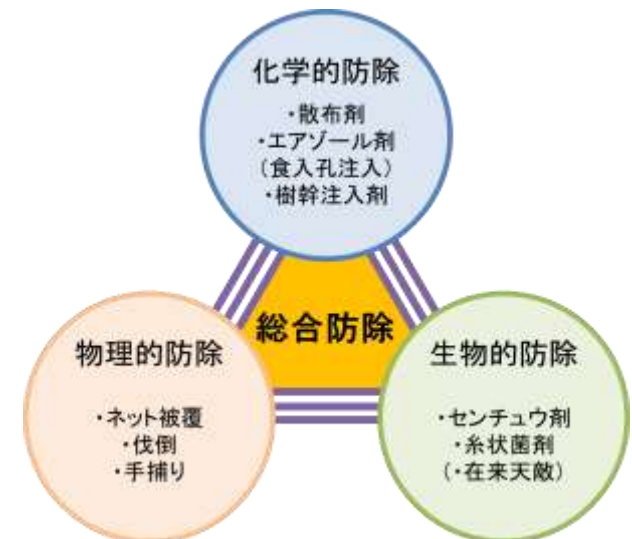 化学的防除
・散布剤
・エアゾール剤
（食入孔注入）
・樹幹注入剤
総合防除
物理的防除
・ネット被覆
・伐倒
・手捕り
生物的防除
・センチュウ剤
・糸状菌剤
（・在来天敵）